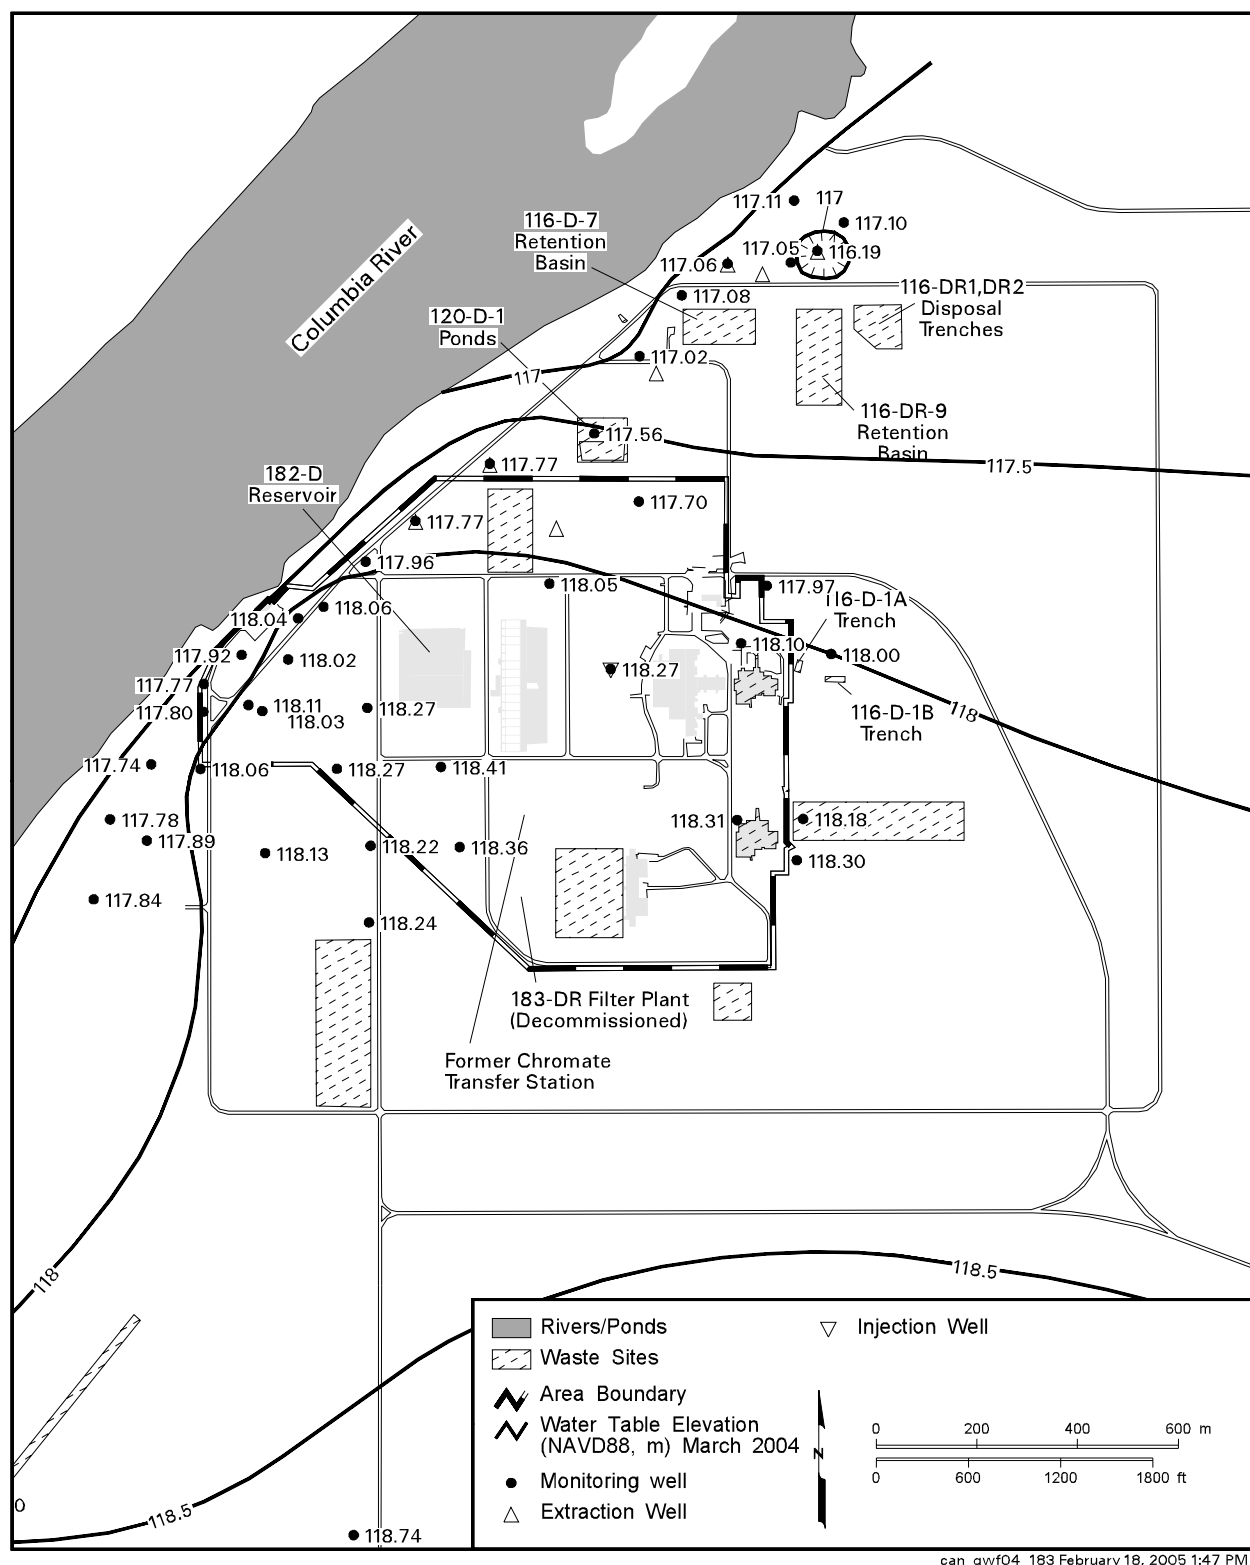 117.11
117
117.10
116-D-7
Retention
Basin
117.05
116.19
117.06
Columbia River
117.08
116-DR1,DR2
Disposal
Trenches
120-D-1
Ponds
117.02
117
116-DR-9
Retention
Basin
117.56
117.5
117.77
182-D
Reservoir
117.70
117.77
117.96
118.05
117.97
116-D-1A
Trench
118.06
118.04
118.10
118.00
117.92
118.02
118.27
117.77
117.80
118.11
118.03
118.27
118
116-D-1B
Trench
117.74
118.06
118.27
118.41
117.78
118.31
118.18
117.89
118.13
118.22
118.36
118.30
117.84
118.24
183-DR Filter Plant
(Decommissioned)
Former Chromate
Transfer Station
118
118.5
Rivers/Ponds
Waste Sites
Area Boundary
Water Table Elevation
(NAVD88, m) March 2004
Monitoring well
Extraction Well
Injection Well
N
0 200 400 600 m
0 600 1200 1800 ft
0
118.5
118.74
can_gwf04_183 February 18, 2005 1:47 PM